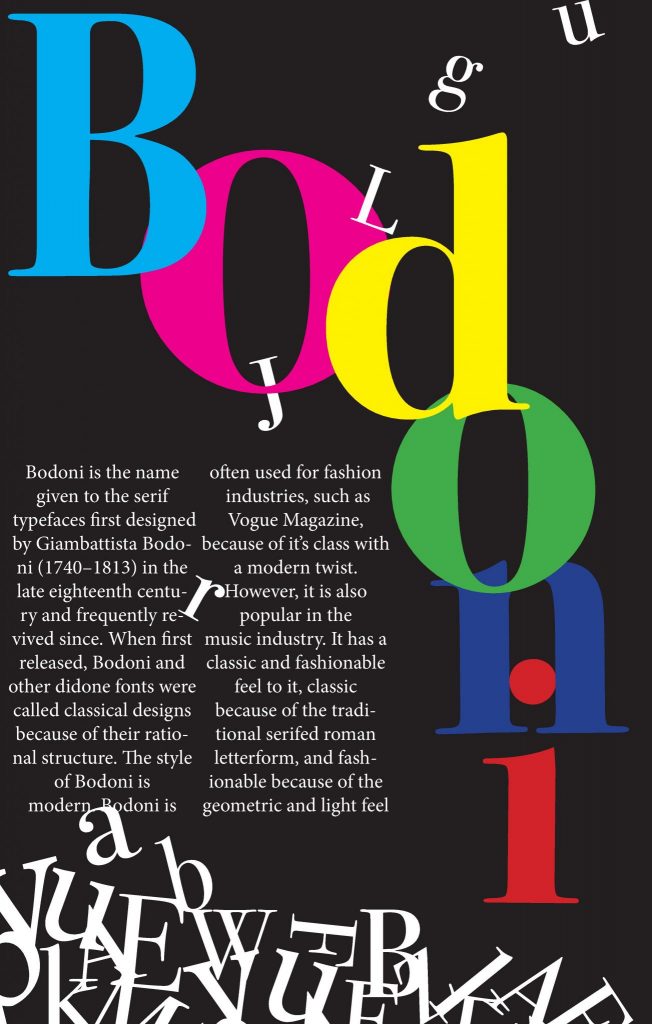 Bodoni
u
g
L
J
Bodoni is the name
given to the serif
typefaces first designed
by Giambattista Bodo-
ni (1740–1813) in the
late eighteenth centu-
ry and frequently re-
vived since. When first
released, Bodoni and
other didone fonts were
called classical designs
because of their ratio-
nal structure. The style
of Bodoni is
modern. Bodoni is
often used for fashion
industries, such as
Vogue Magazine,
because of it's class with
a modern twist.
However, it is also
popular in the
music industry. It has a
classic and fashionable
feel to it, classic
because of the tradi-
tional serifed roman
letterform, and fash-
ionable because of the
geometric and light feel
r
a
b